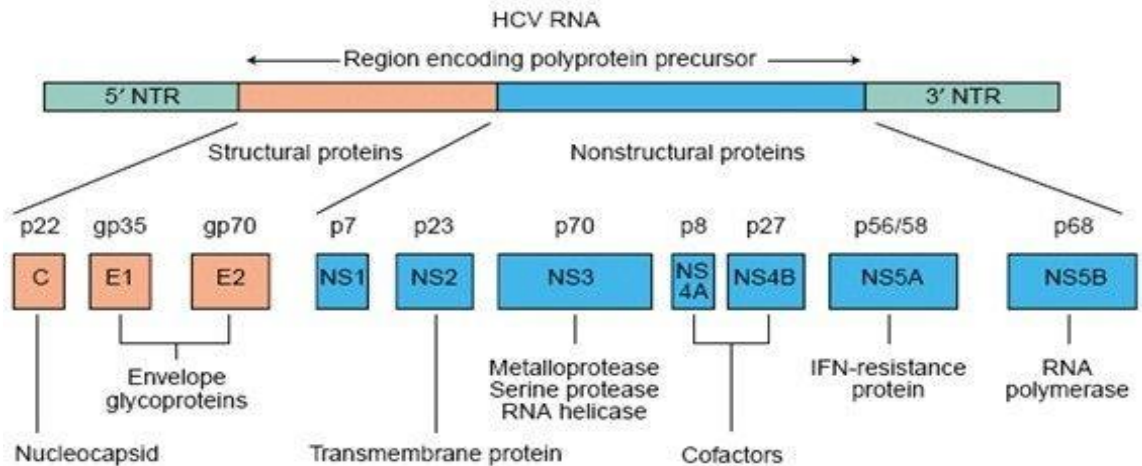 HCV RNA
Region encoding polyprotein precursor
5′ NTR
3′ NTR
Structural proteins
Nonstructural proteins
p22 gp35 gp70 p7 p23 p70 p8 p27 p56/58 p68
C E1 E2 NS1 NS2 NS3 NS
4A NS4B NS5A NS5B
Envelope
glycoproteins
Metalloprotease
Serine protease
RNA helicase
IFN-resistance
protein
RNA
polymerase
Nucleocapsid
Transmembrane protein
Cofactors